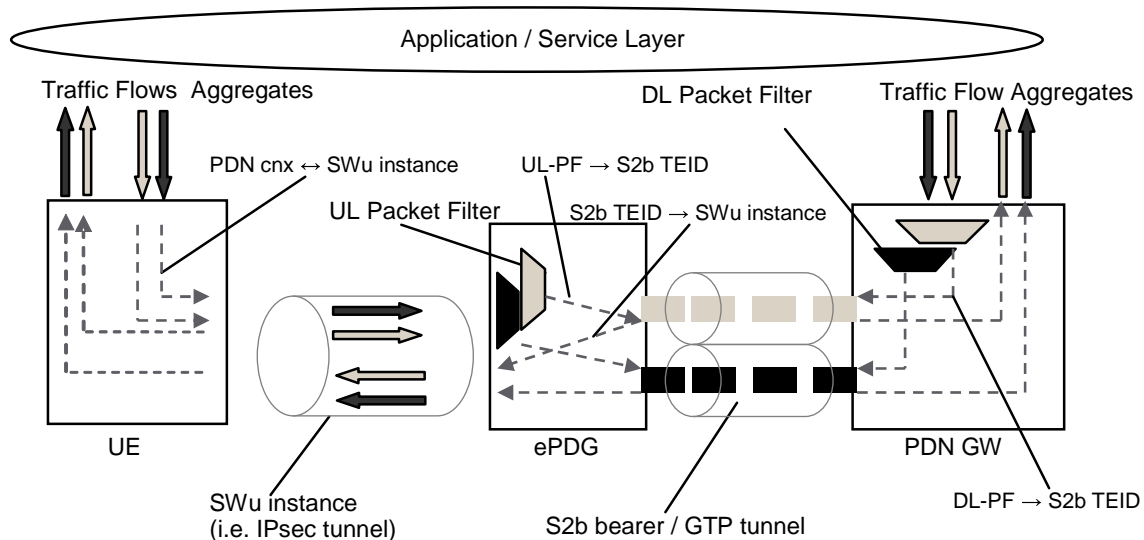 Application / Service Layer
Traffic Flows Aggregates
DL Packet Filter
Traffic Flow Aggregates
PDN cnx ↔ SWu instance
UL-PF → S2b TEID
UL Packet Filter
S2b TEID → SWu instance
UE
ePDG
PDN GW
SWu instance
(i.e. IPsec tunnel)
S2b bearer / GTP tunnel
DL-PF → S2b TEID